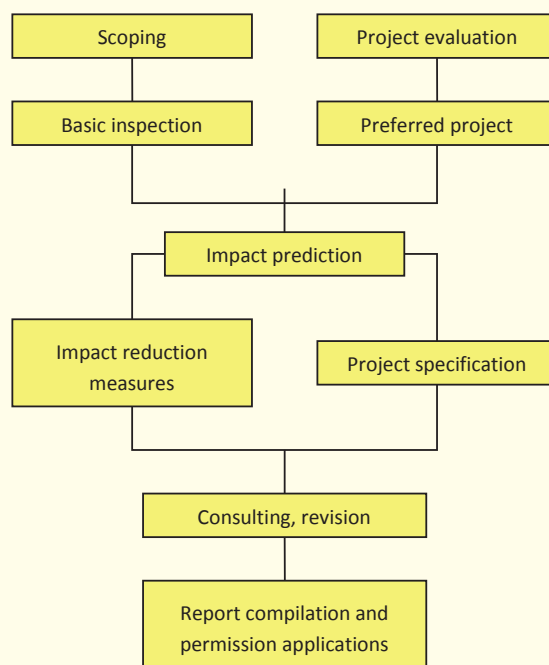 Scoping
Project evaluation
Basic inspection
Preferred project
Impact prediction
Impact reduction
measures
Project specification
Consulting, revision
Report compilation and
permission applications